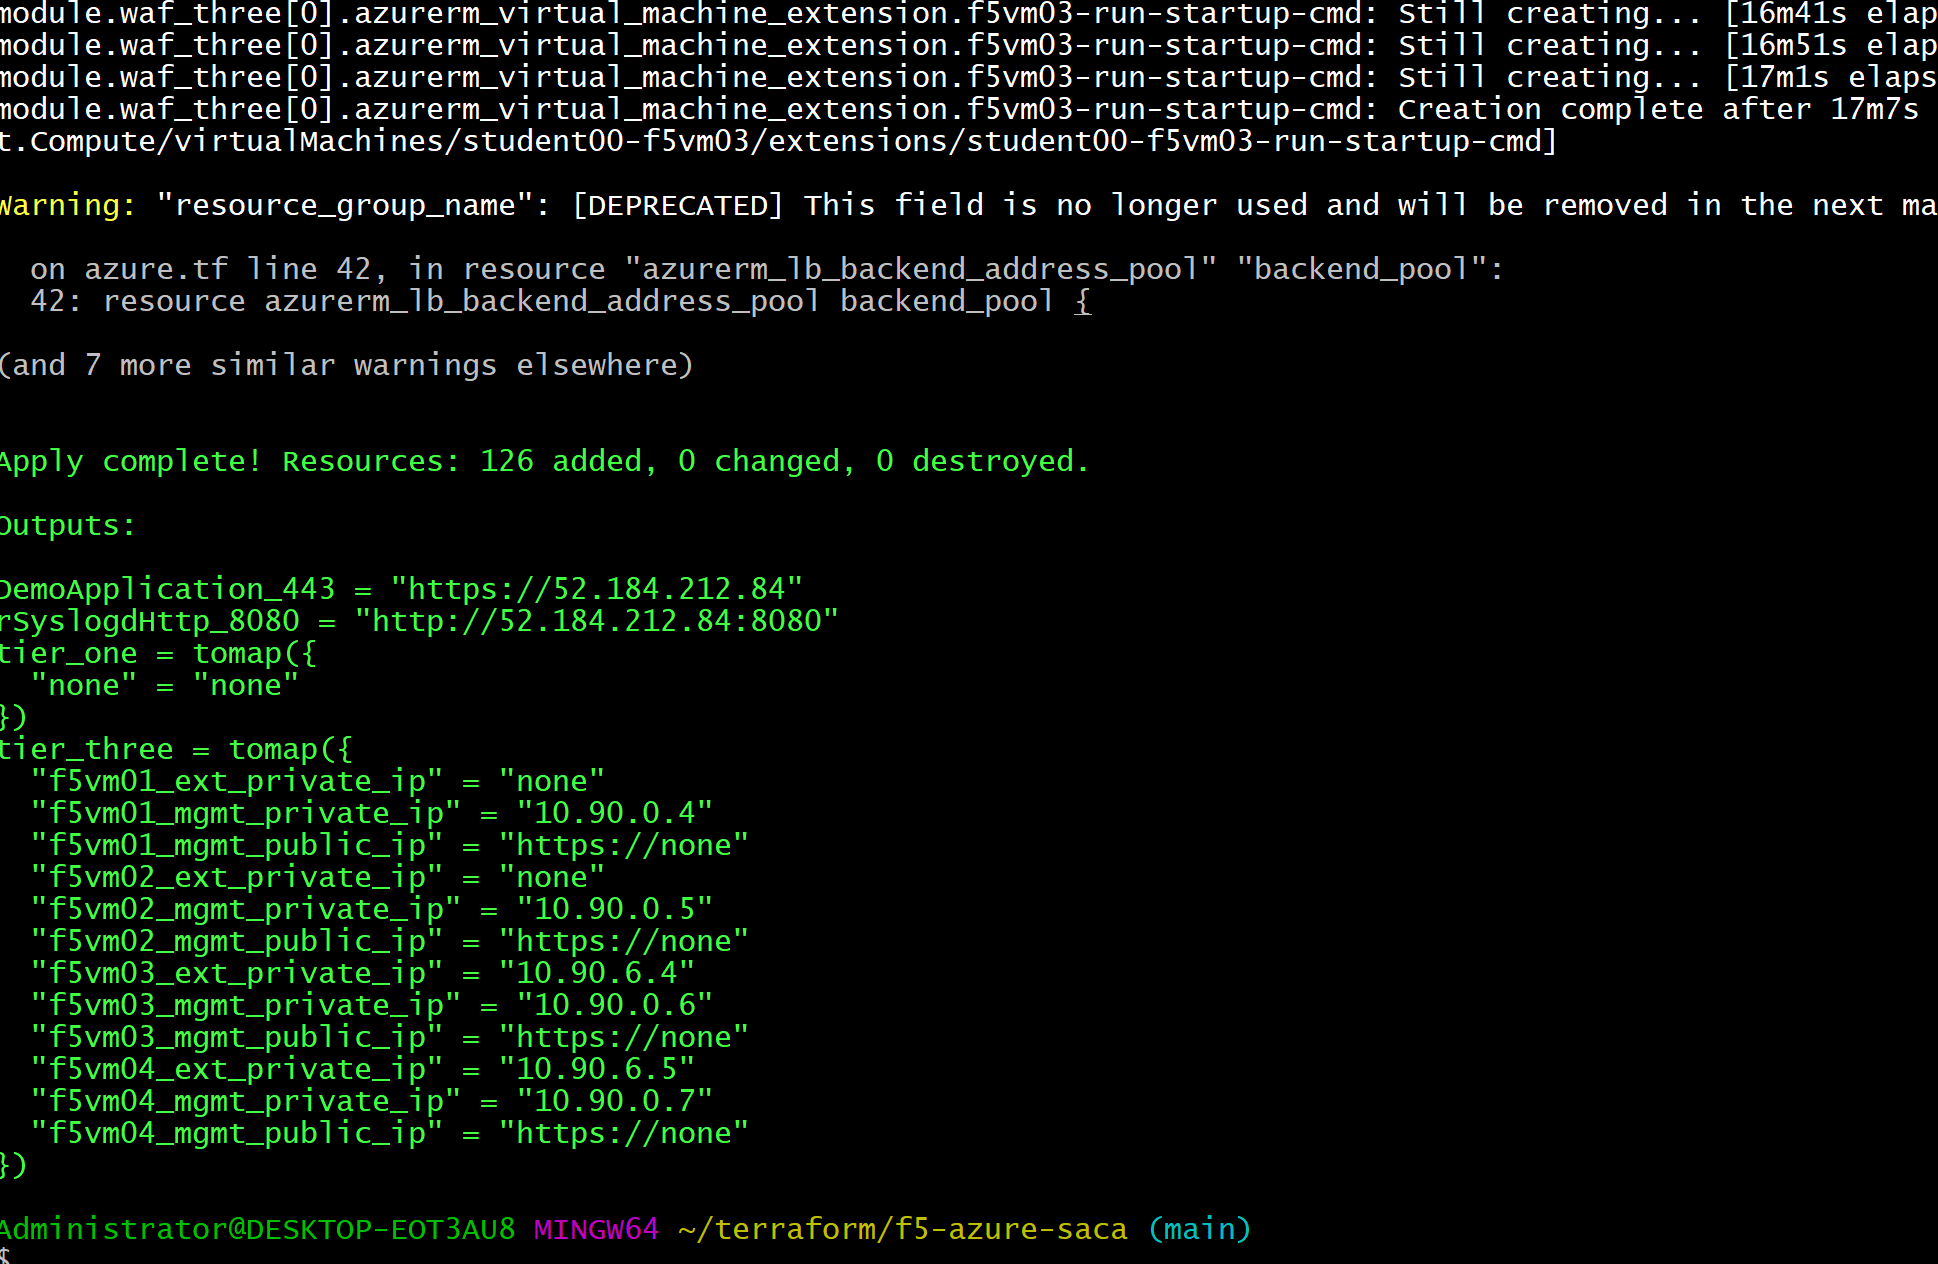 module.waf_three[0].azurerm_virtual_machine_extension.f5vm03-run-startup-cmd: Still creating... [16m41s elap
module.waf_three[0].azurerm_virtual_machine_extension.f5vm03-run-startup-cmd: Still creating... [16m51s elap
module.waf_three[0].azurerm_virtual_machine_extension.f5vm03-run-startup-cmd: Still creating... [17m1s elaps
module.waf_three[0].azurerm_virtual_machine_extension.f5vm03-run-startup-cmd: Creation complete after 17m7s
t.Compute/virtualMachines/student00-f5vm03/extensions/student00-f5vm03-run-startup-cmd]
Warning: "resource_group_name": [DEPRECATED] This field is no longer used and will be removed in the next ma
on azure.tf line 42, in resource "azurerm_lb_backend_address_pool" "backend_pool":
42: resource azurerm_lb_backend_address_pool backend_pool {
(and 7 more similar warnings elsewhere)
Apply complete! Resources: 126 added, 0 changed, 0 destroyed.
Outputs:
DemoApplication_443 = "https://52.184.212.84"
rSyslogdHttp_8080 = "http://52.184.212.84:8080"
tier_one = tomap({
"none" = "none"
})
tier_three = tomap({
"f5vm01_ext_private_ip" = "none"
"f5vm01_mgmt_private_ip" = "10.90.0.4"
"f5vm01_mgmt_public_ip" = "https://none"
"f5vm02_ext_private_ip" = "none"
"f5vm02_mgmt_private_ip" = "10.90.0.5"
"f5vm02_mgmt_public_ip" = "https://none"
"f5vm03_ext_private_ip" = "10.90.6.4"
"f5vm03_mgmt_private_ip" = "10.90.0.6"
"f5vm03_mgmt_public_ip" = "https://none"
"f5vm04_ext_private_ip" = "10.90.6.5"
"f5vm04_mgmt_private_ip" = "10.90.0.7"
"f5vm04_mgmt_public_ip" = "https://none"
})
Administrator@DESKTOP-EOT3AU8 MINGW64 ~/terraform/f5-azure-saca (main)
$